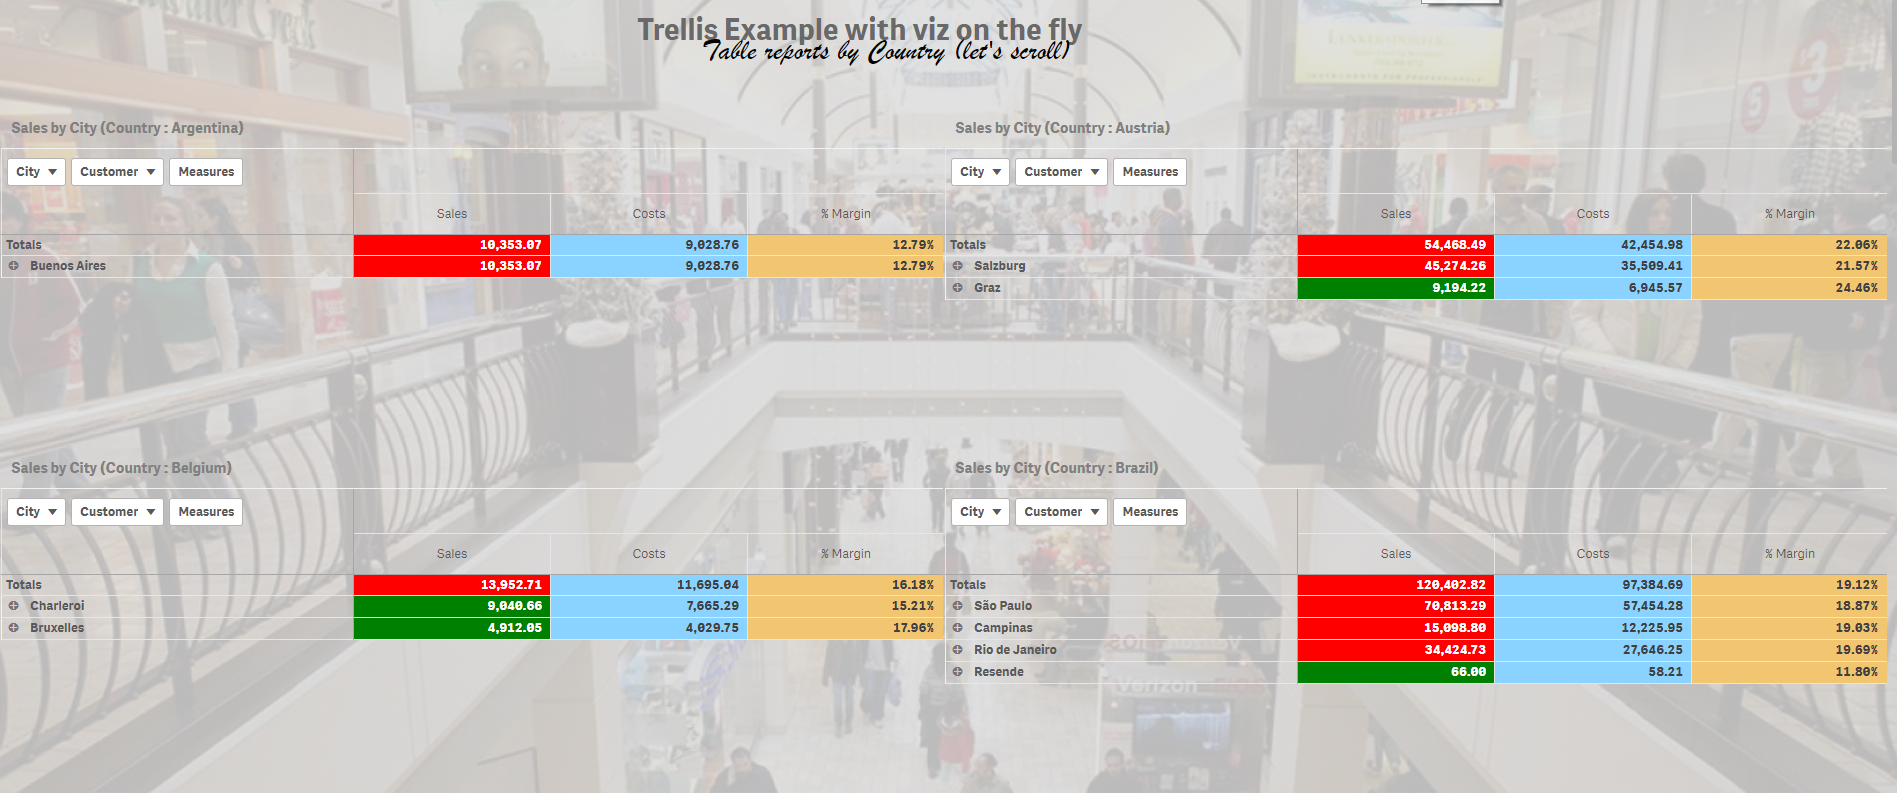 Trellis Example with viz on the fly
Table reports by Country (let's scroll)
Sales by City (Country : Argentina)
City Customer Measures
Sales Costs % Margin
Totals 10,353.07 9,028.76 12.79%
Buenos Aires 10,353.07 9,028.76 12.79%
Sales by City (Country : Austria)
City Customer Measures
Sales Costs % Margin
Totals 54,468.49 42,454.98 22.06%
Salzburg 45,274.26 35,509.41 21.57%
Graz 9,194.22 6,945.57 24.46%
Sales by City (Country : Belgium)
City Customer Measures
Sales Costs % Margin
Totals 13,952.71 11,695.04 16.18%
Charleroi 9,040.66 7,665.29 15.21%
Bruxelles 4,912.05 4,029.75 17.96%
Sales by City (Country : Brazil)
City Customer Measures
Sales Costs % Margin
Totals 120,402.82 97,384.69 19.12%
São Paulo 70,813.29 57,454.28 18.87%
Campinas 15,098.80 12,225.95 19.03%
Rio de Janeiro 34,424.73 27,646.25 19.69%
Resende 66.00 58.21 11.80%
Verizon